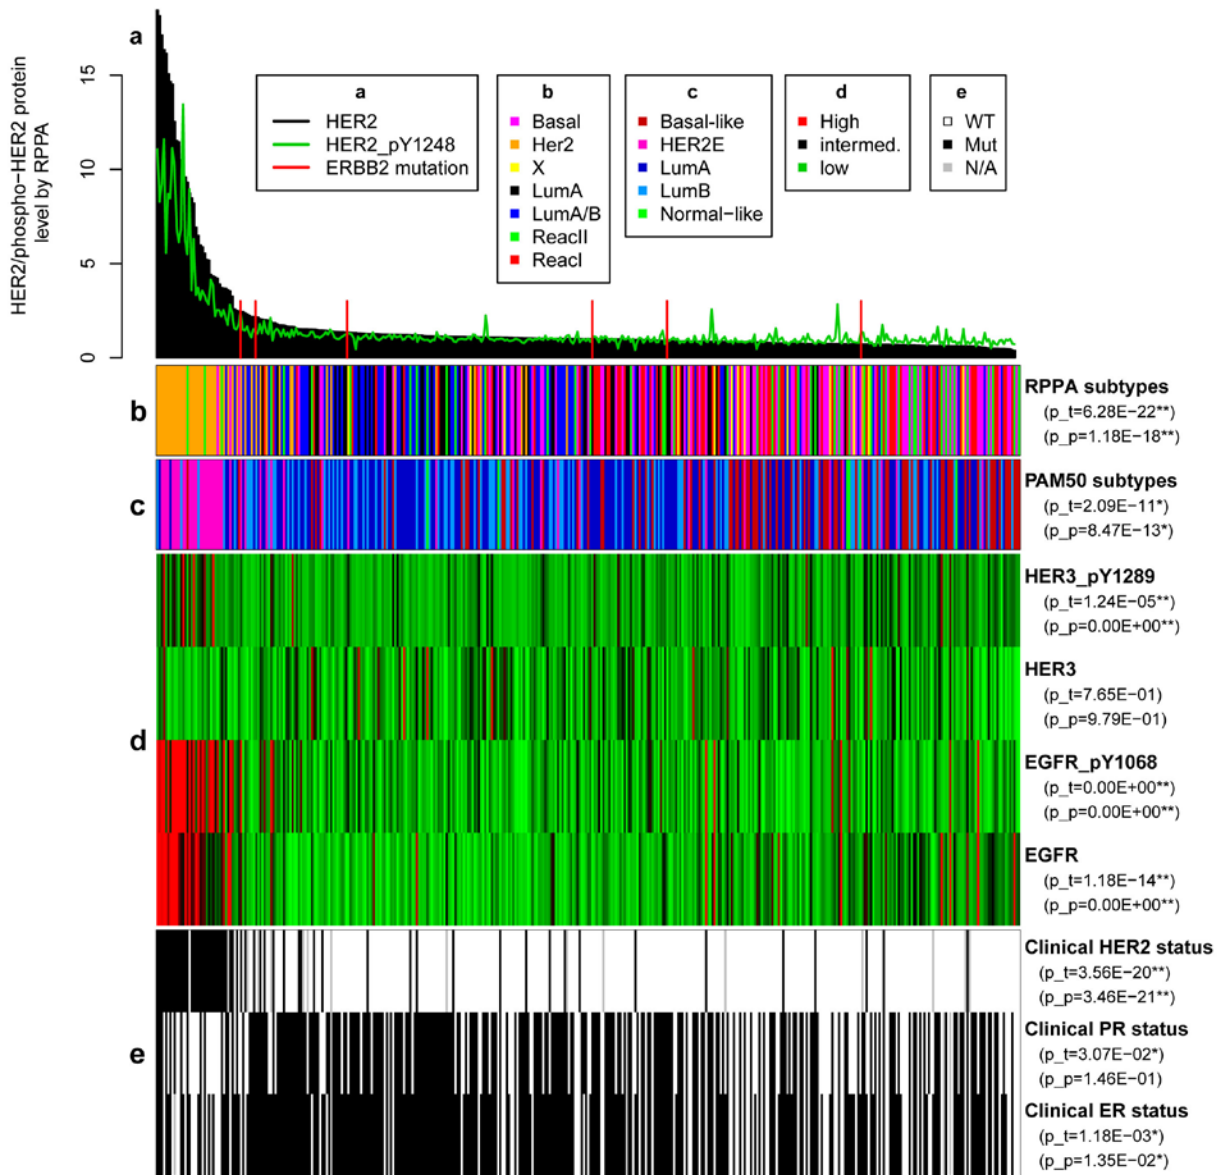 a
HER2/phospho-HER2 protein
level by RPPA
15
10
5
0
a
HER2
HER2_pY1248
ERBB2 mutation
b
Basal
Her2
X
LumA
LumA/B
ReacII
ReacI
c
Basal-like
HER2E
LumA
LumB
Normal-like
d
High
intermed.
low
e
WT
Mut
N/A
b
RPPA subtypes
(p_t=6.28E-22**)
(p_p=1.18E-18**)
c
PAM50 subtypes
(p_t=2.09E-11*)
(p_p=8.47E-13*)
d
HER3_pY1289
(p_t=1.24E-05**)
(p_p=0.00E+00**)
HER3
(p_t=7.65E-01)
(p_p=9.79E-01)
EGFR_pY1068
(p_t=0.00E+00**)
(p_p=0.00E+00**)
EGFR
(p_t=1.18E-14**)
(p_p=0.00E+00**)
e
Clinical HER2 status
(p_t=3.56E-20**)
(p_p=3.46E-21**)
Clinical PR status
(p_t=3.07E-02*)
(p_p=1.46E-01)
Clinical ER status
(p_t=1.18E-03*)
(p_p=1.35E-02*)